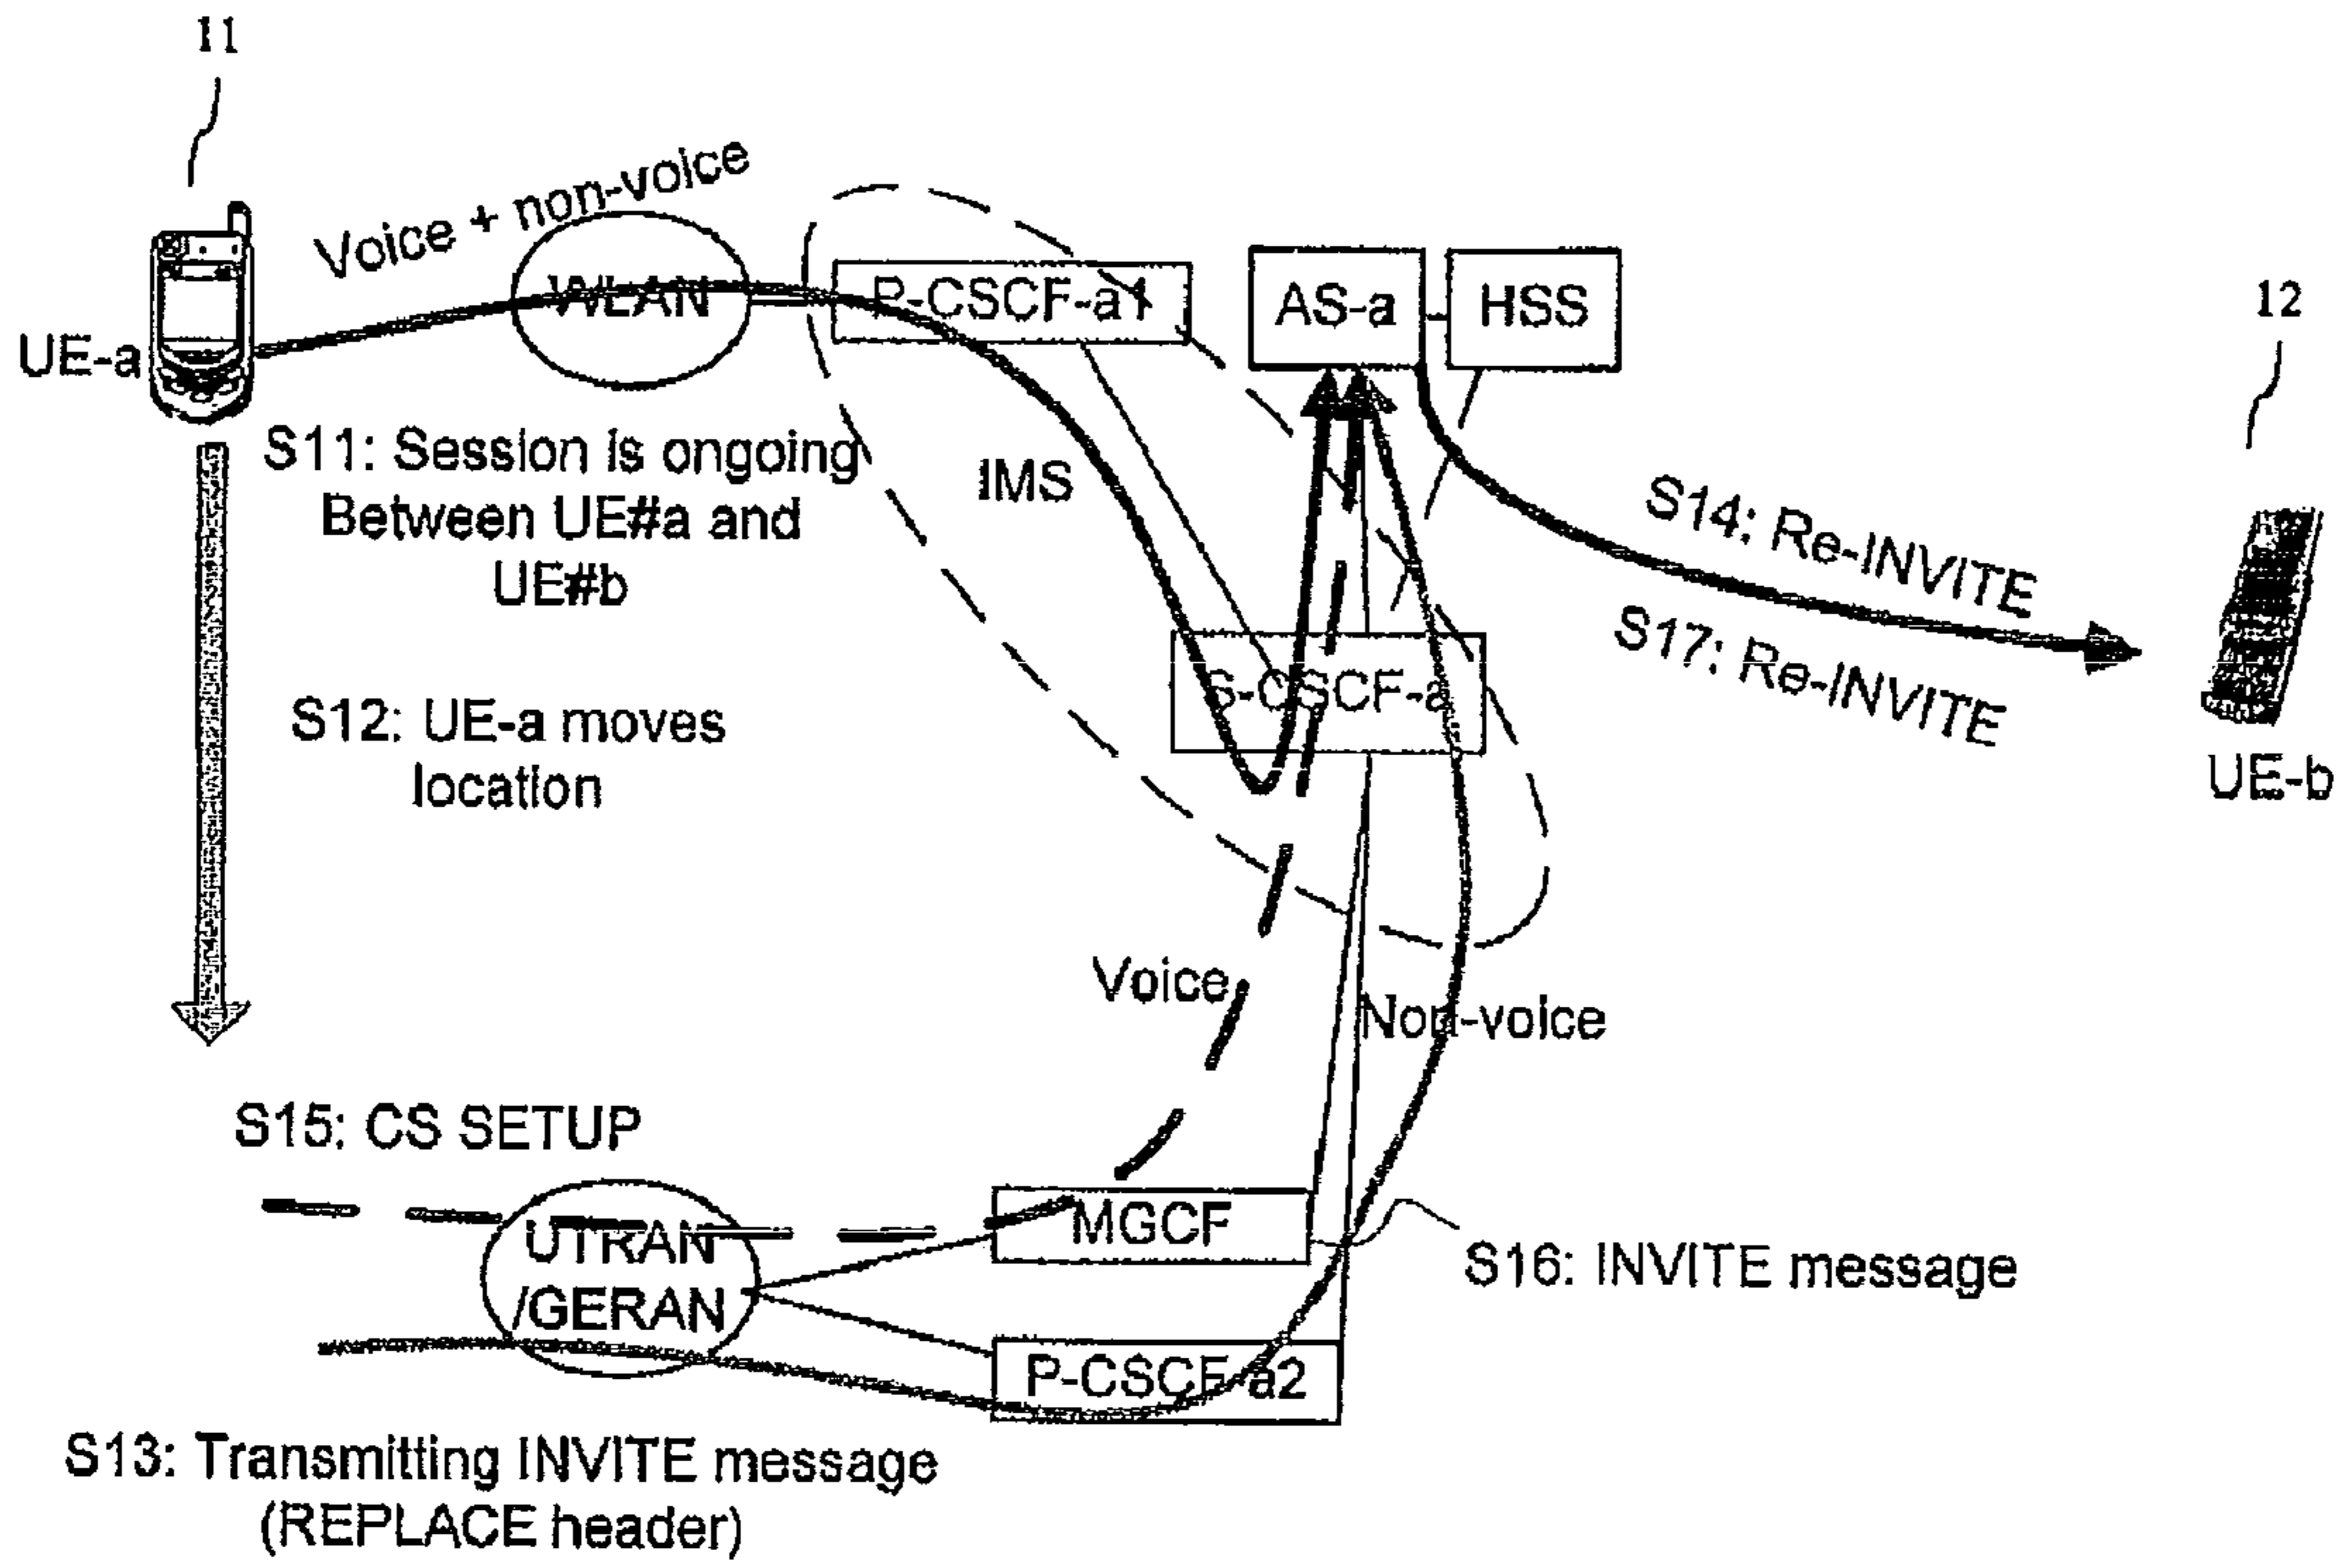 11
Voice + non-voice
WLAN
P-CSCF-a1
AS-a
HSS
12
UE-a
S11: Session is ongoing
Between UE#a and
UE#b
IMS
S14: Re-INVITE
S17: Re-INVITE
S-CSCF-a
UE-b
S12: UE-a moves
location
Voice
Non-voice
S15: CS SETUP
UTRAN
/GERAN
MGCF
S16: INVITE message
P-CSCF-a2
S13: Transmitting INVITE message
(REPLACE header)